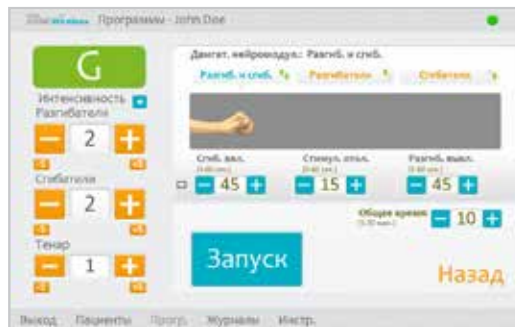 Программы - John Doe
G
Двигат. нейромодул.: Разгиб. и сгиб.
Разгиб. и сгиб.
Разгибатели
Сгибатели
Интенсивность
Разгибатели
2
Сгибатели
2
Тенар
1
Сгиб. вкл.
Стимул. откл.
Разгиб. выкл.
45
15
45
Общее время
10
Запуск
Назад
Выход Пациенты Прогр. Журналы Инстр.